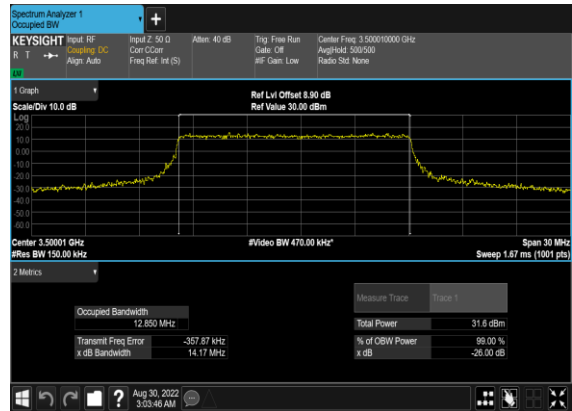 Spectrum Analyzer 1
Occupied BW
+
KEYSIGHT Input: RF Input Z: 50 Ω Atten: 40 dB Trig: Free Run Center Freq: 3.500010000 GHz
R T Coupling: DC Corr CCorr Gate: Off Avg|Hold: 500/500
Align: Auto Freq Ref: Int (S) #IF Gain: Low Radio Std: None
1 Graph
Ref Lvl Offset 8.90 dB
Scale/Div 10.0 dB Ref Value 30.00 dBm
Log
20.0
10.0
0.00
-10.0
-20.0
-30.0
-40.0
-50.0
-60.0
Center 3.50001 GHz #Video BW 470.00 kHz* Span 30 MHz
#Res BW 150.00 kHz Sweep 1.67 ms (1001 pts)
2 Metrics
Measure Trace Trace 1
Occupied Bandwidth
12.850 MHz Total Power 31.6 dBm
Transmit Freq Error -357.87 kHz % of OBW Power 99.00 %
x dB Bandwidth 14.17 MHz x dB -26.00 dB
? Aug 30, 2022
3:03:46 AM